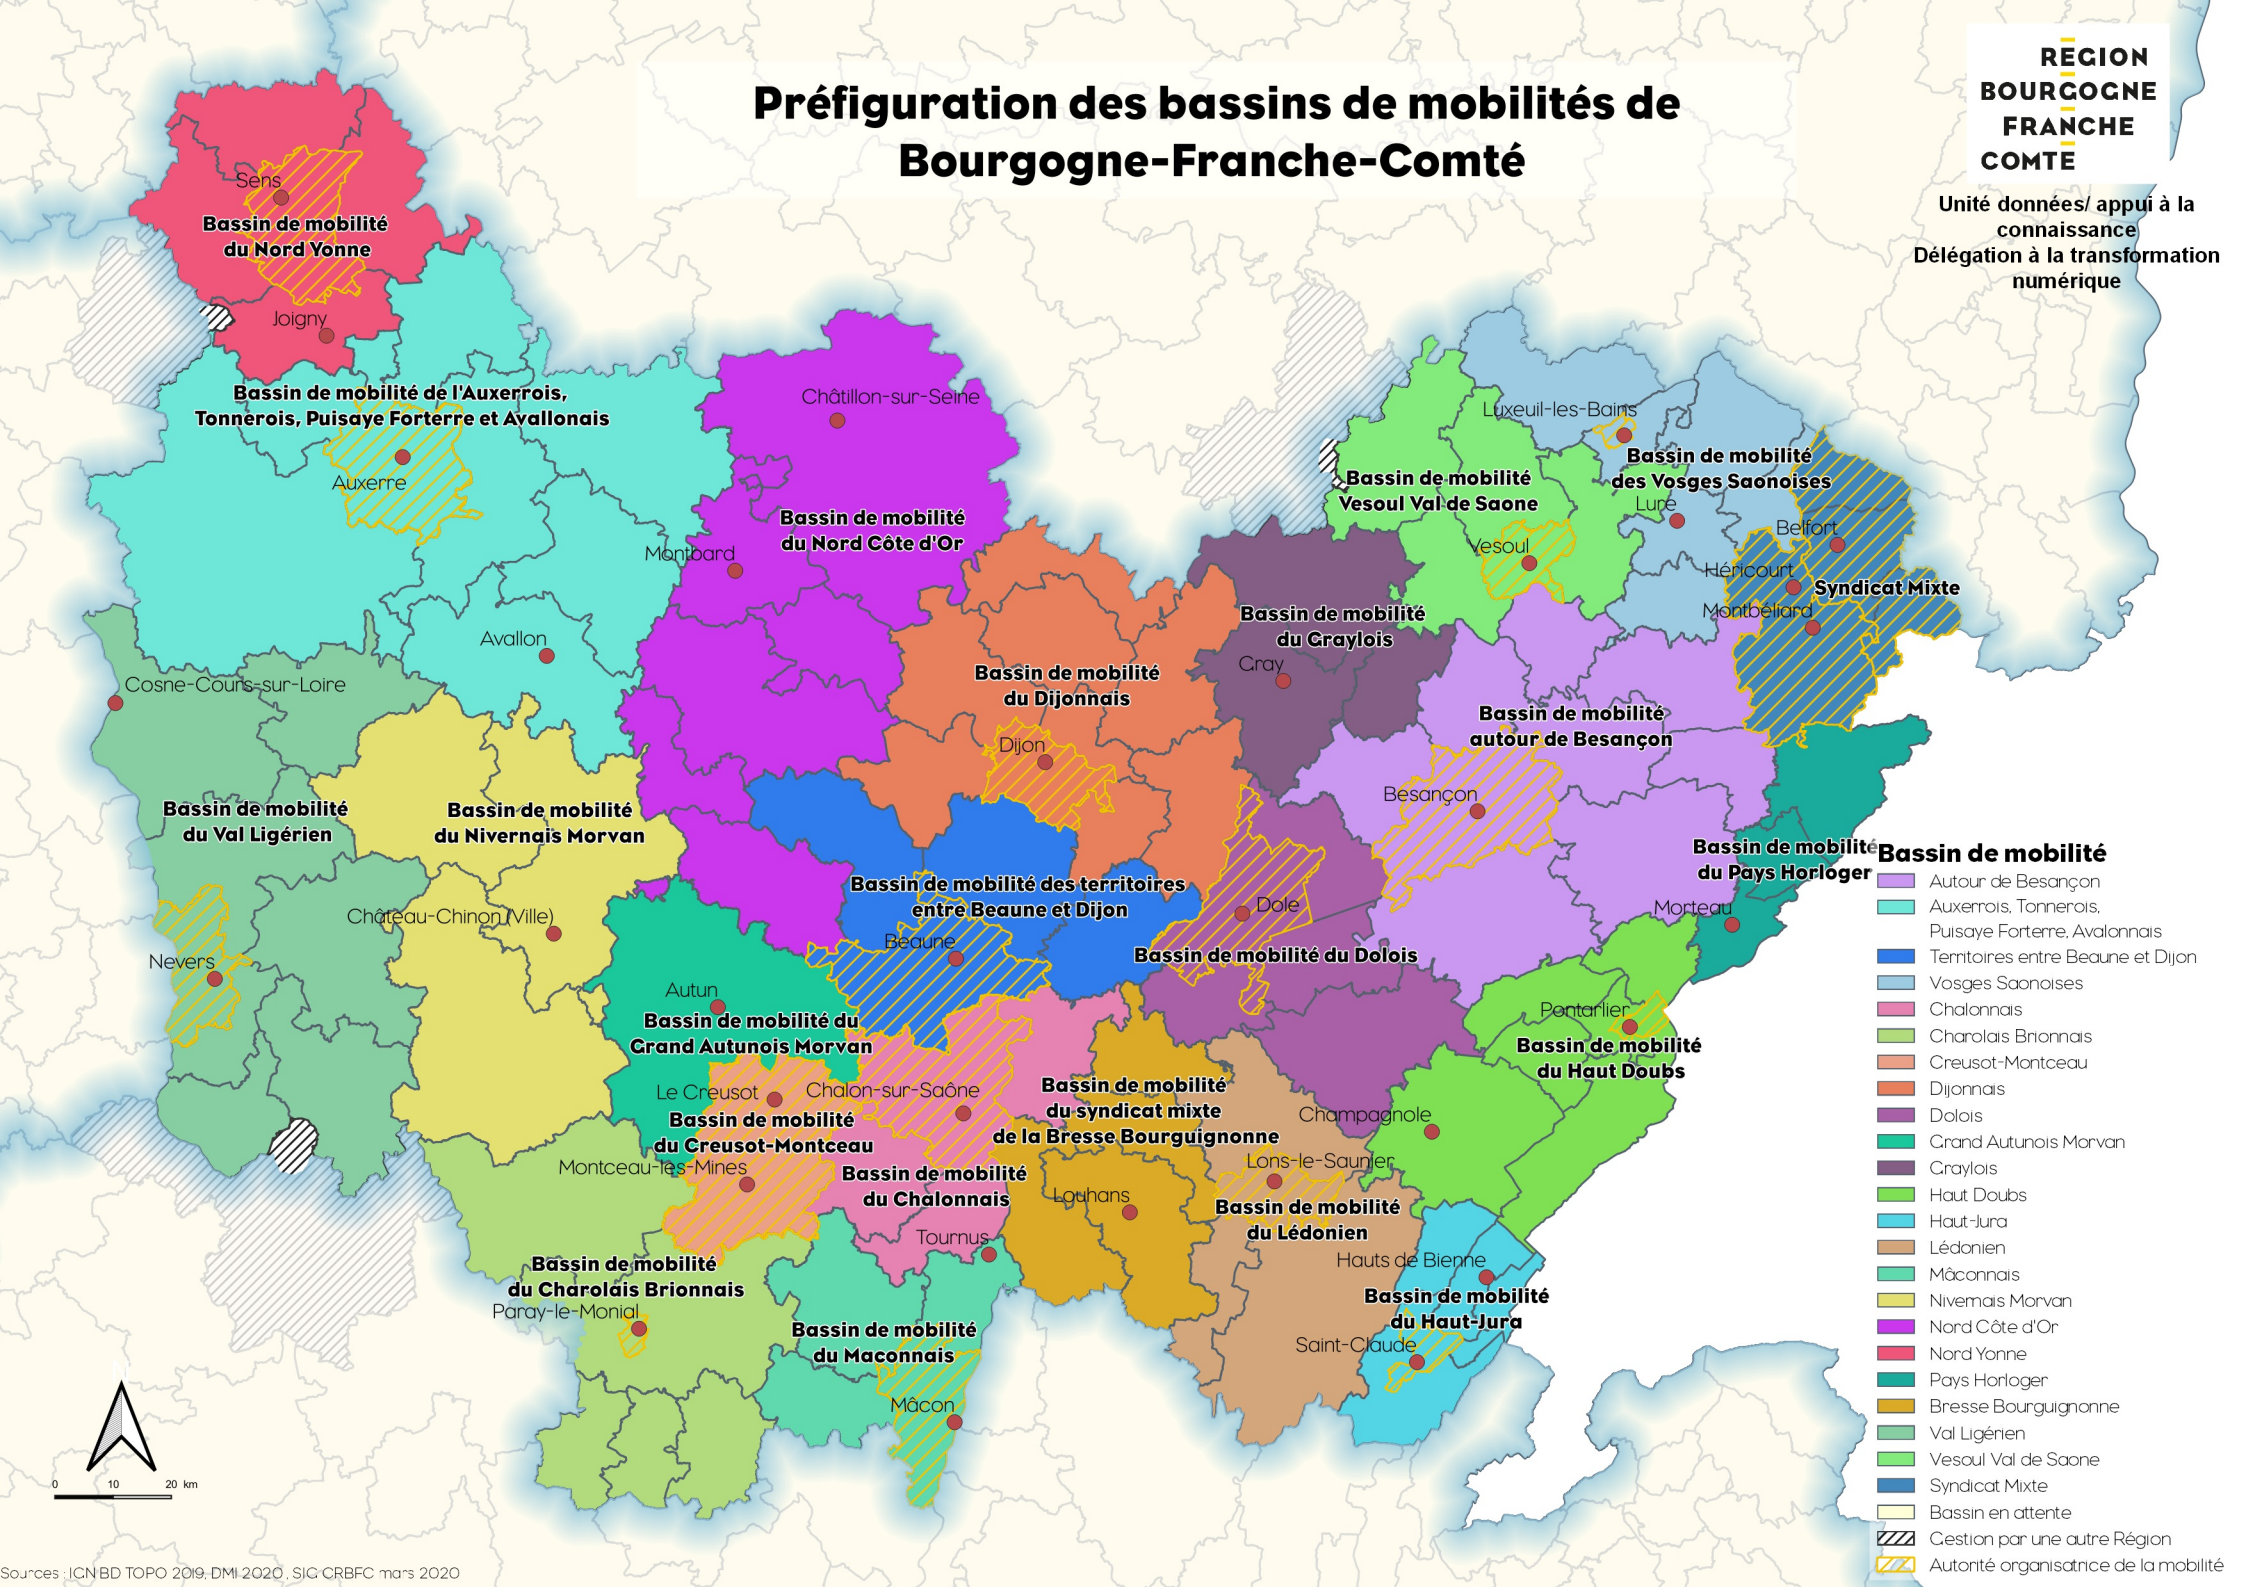 Préfiguration des bassins de mobilités de
Bourgogne-Franche-Comté
REGION
BOURGOGNE
FRANCHE
COMTE
Unité données/ appui à la
connaissance
Délégation à la transformation
numérique
Sens
Bassin de mobilité
du Nord Yonne
Joigny
Bassin de mobilité de l'Auxerrois,
Tonnerois, Puisaye Forterre et Avallonais
Auxerre
Avallon
Châtillon-sur-Seine
Bassin de mobilité
du Nord Côte d'Or
Montbard
Luxeuil-les-Bains
Bassin de mobilité
des Vosges Saonoises
Bassin de mobilité
Vesoul Val de Saone
Lure
Vesoul
Belfort
Héricourt
Syndicat Mixte
Montbéliard
Bassin de mobilité
du Graylois
Gray
Bassin de mobilité
du Dijonnais
Dijon
Cosne-Cours-sur-Loire
Bassin de mobilité
du Val Ligérien
Bassin de mobilité
du Nivernais Morvan
Château-Chinon (Ville)
Nevers
Bassin de mobilité
autour de Besançon
Besançon
Bassin de mobilité
du Pays Horloger
Morteau
Bassin de mobilité des territoires
entre Beaune et Dijon
Beaune
Dole
Bassin de mobilité du Dolois
Autun
Bassin de mobilité du
Grand Autunois Morvan
Pontarlier
Bassin de mobilité
du Haut Doubs
Le Creusot
Bassin de mobilité
du Creusot-Montceau
Montceau-les-Mines
Chalon-sur-Saône
Bassin de mobilité
du Chalonnais
Tournus
Bassin de mobilité
du syndicat mixte
de la Bresse Bourguignonne
Louhans
Champagnole
Lons-le-Saunier
Bassin de mobilité
du Lédonien
Hauts de Bienne
Bassin de mobilité
du Haut-Jura
Saint-Claude
Bassin de mobilité
du Charolais Brionnais
Paray-le-Monial
Bassin de mobilité
du Maconnais
Mâcon
Bassin de mobilité
Autour de Besançon
Auxerrois, Tonnerois,
Puisaye Forterre, Avalonnais
Territoires entre Beaune et Dijon
Vosges Saonoises
Chalonnais
Charolais Brionnais
Creusot-Montceau
Dijonnais
Dolois
Grand Autunois Morvan
Graylois
Haut Doubs
Haut-Jura
Lédonien
Mâconnais
Nivernais Morvan
Nord Côte d'Or
Nord Yonne
Pays Horloger
Bresse Bourguignonne
Val Ligérien
Vesoul Val de Saone
Syndicat Mixte
Bassin en attente
Gestion par une autre Région
Autorité organisatrice de la mobilité
0 10 20 km
Sources : IGN BD TOPO 2019, DMI 2020 , SIG CRBFC mars 2020